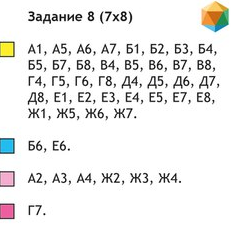 Задание 8 (7x8)
А1, А5, А6, А7, Б1, Б2, Б3, Б4,
Б5, Б7, Б8, В4, В5, В6, В7, В8,
Г4, Г5, Г6, Г8, Д4, Д5, Д6, Д7,
Д8, Е1, Е2, Е3, Е4, Е5, Е7, Е8,
Ж1, Ж5, Ж6, Ж7.
Б6, Е6.
А2, А3, А4, Ж2, Ж3, Ж4.
Г7.